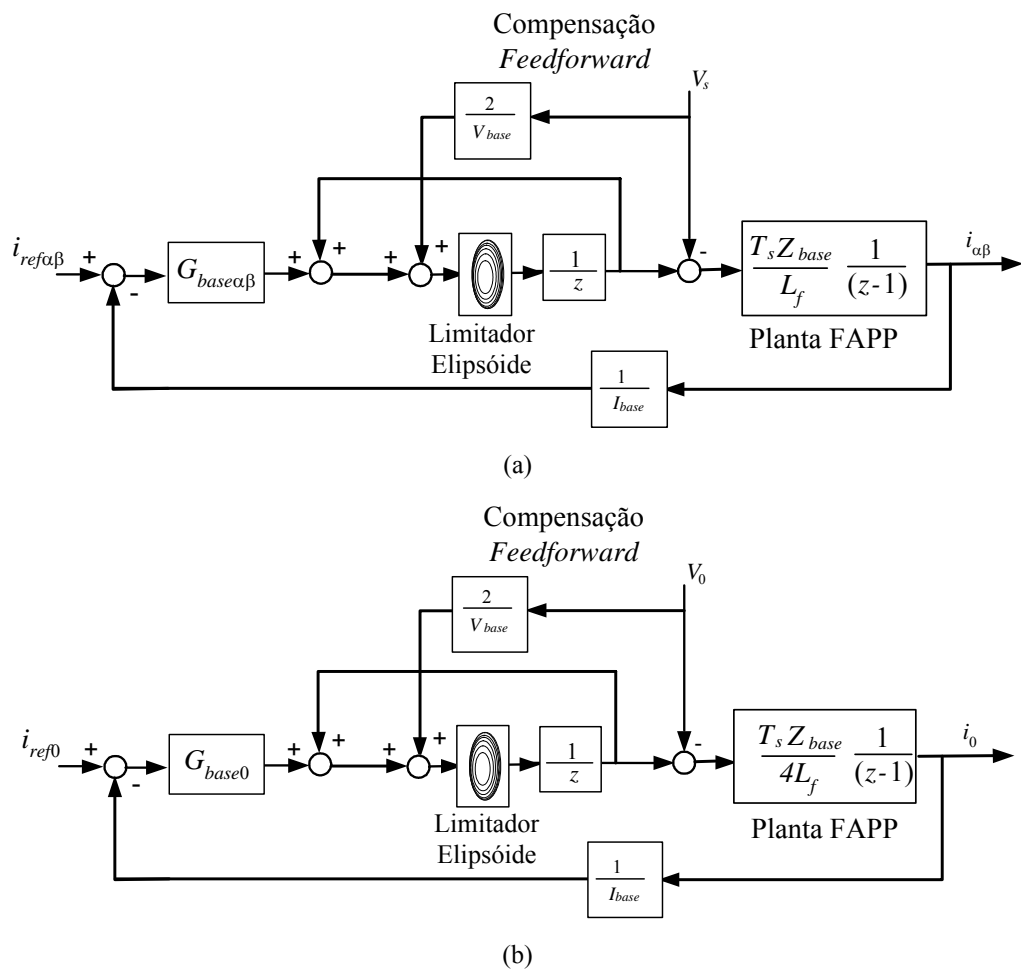 Compensação
Feedforward
V_s
2
V_base
i_refαβ
+
-
G_baseαβ
+
+
+
+
1
z
-
T_s Z_base
L_f
1
(z-1)
i_αβ
Limitador
Elipsóide
Planta FAPP
1
I_base
(a)
Compensação
Feedforward
V_0
2
V_base
i_ref0
+
-
G_base0
+
+
+
+
1
z
-
T_s Z_base
4L_f
1
(z-1)
i_0
Limitador
Elipsóide
Planta FAPP
1
I_base
(b)